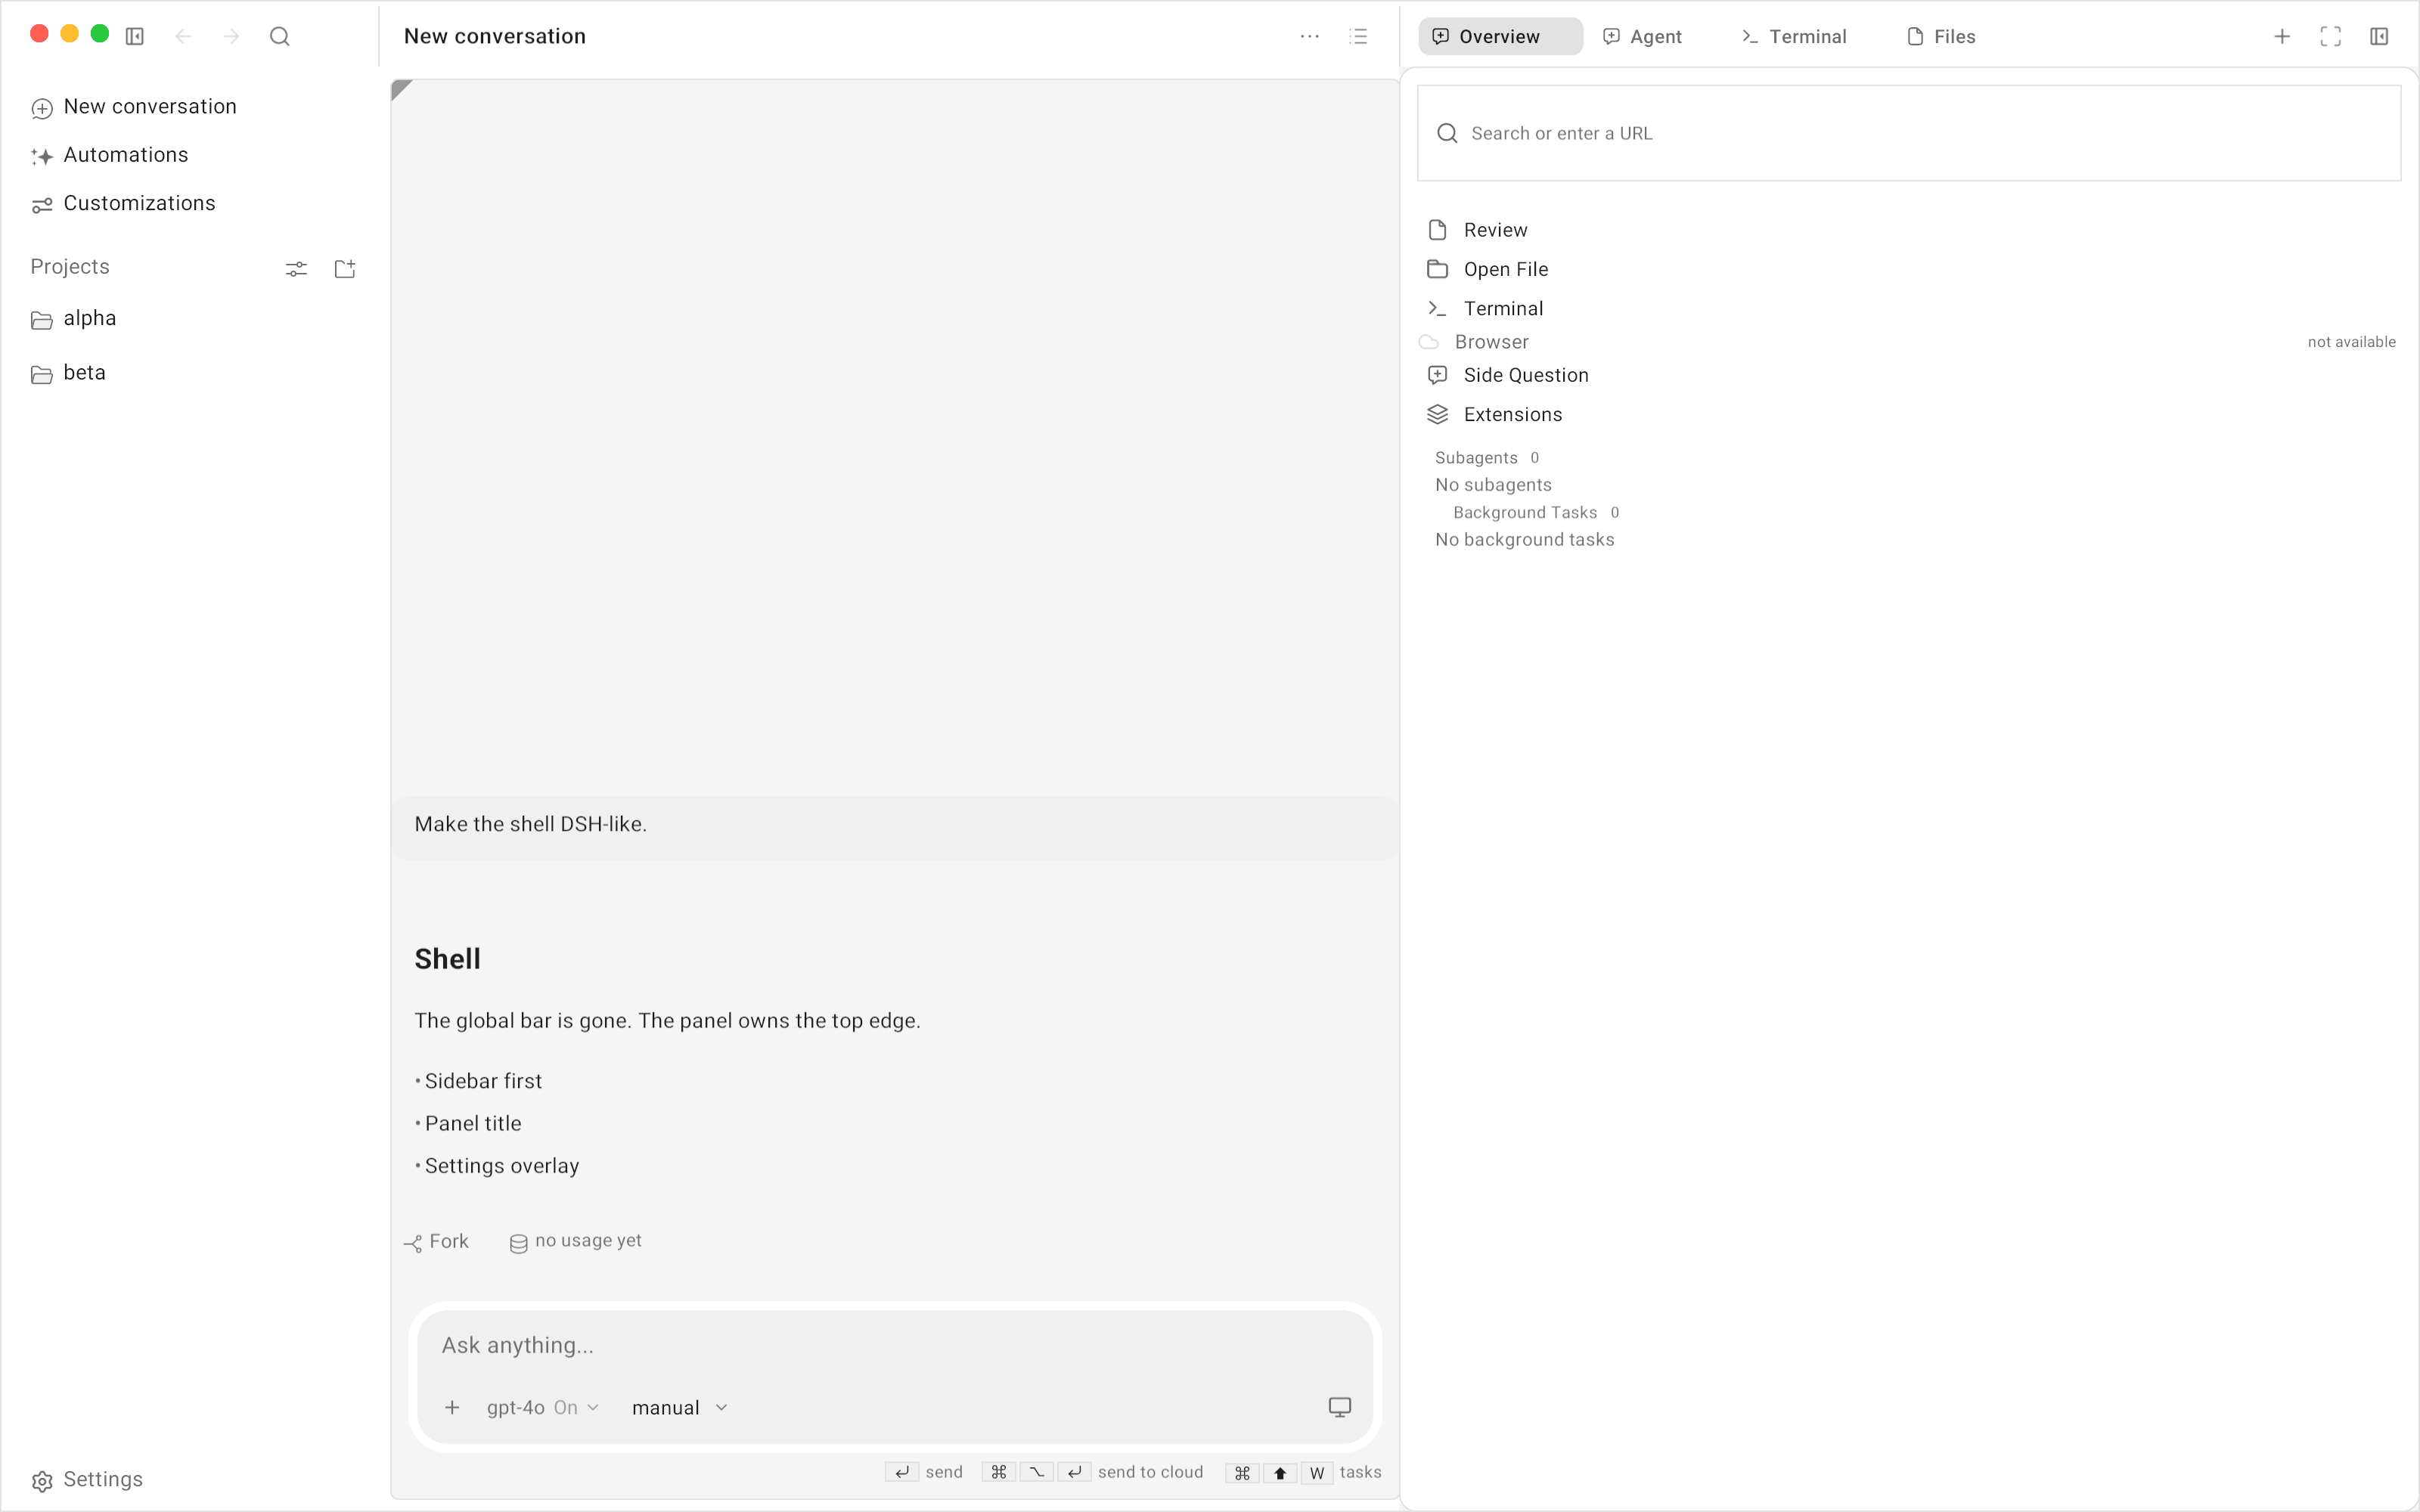 New conversation
Automations
Customizations
Projects
alpha
beta
Settings
New conversation
Make the shell DSH-like.
Shell
The global bar is gone. The panel owns the top edge.
• Sidebar first
• Panel title
• Settings overlay
Fork no usage yet
Ask anything...
gpt-4o On manual
send ⌘ ⌥ send to cloud ⌘ W tasks
Overview Agent Terminal Files
Search or enter a URL
Review
Open File
Terminal
Browser not available
Side Question
Extensions
Subagents 0
No subagents
Background Tasks 0
No background tasks